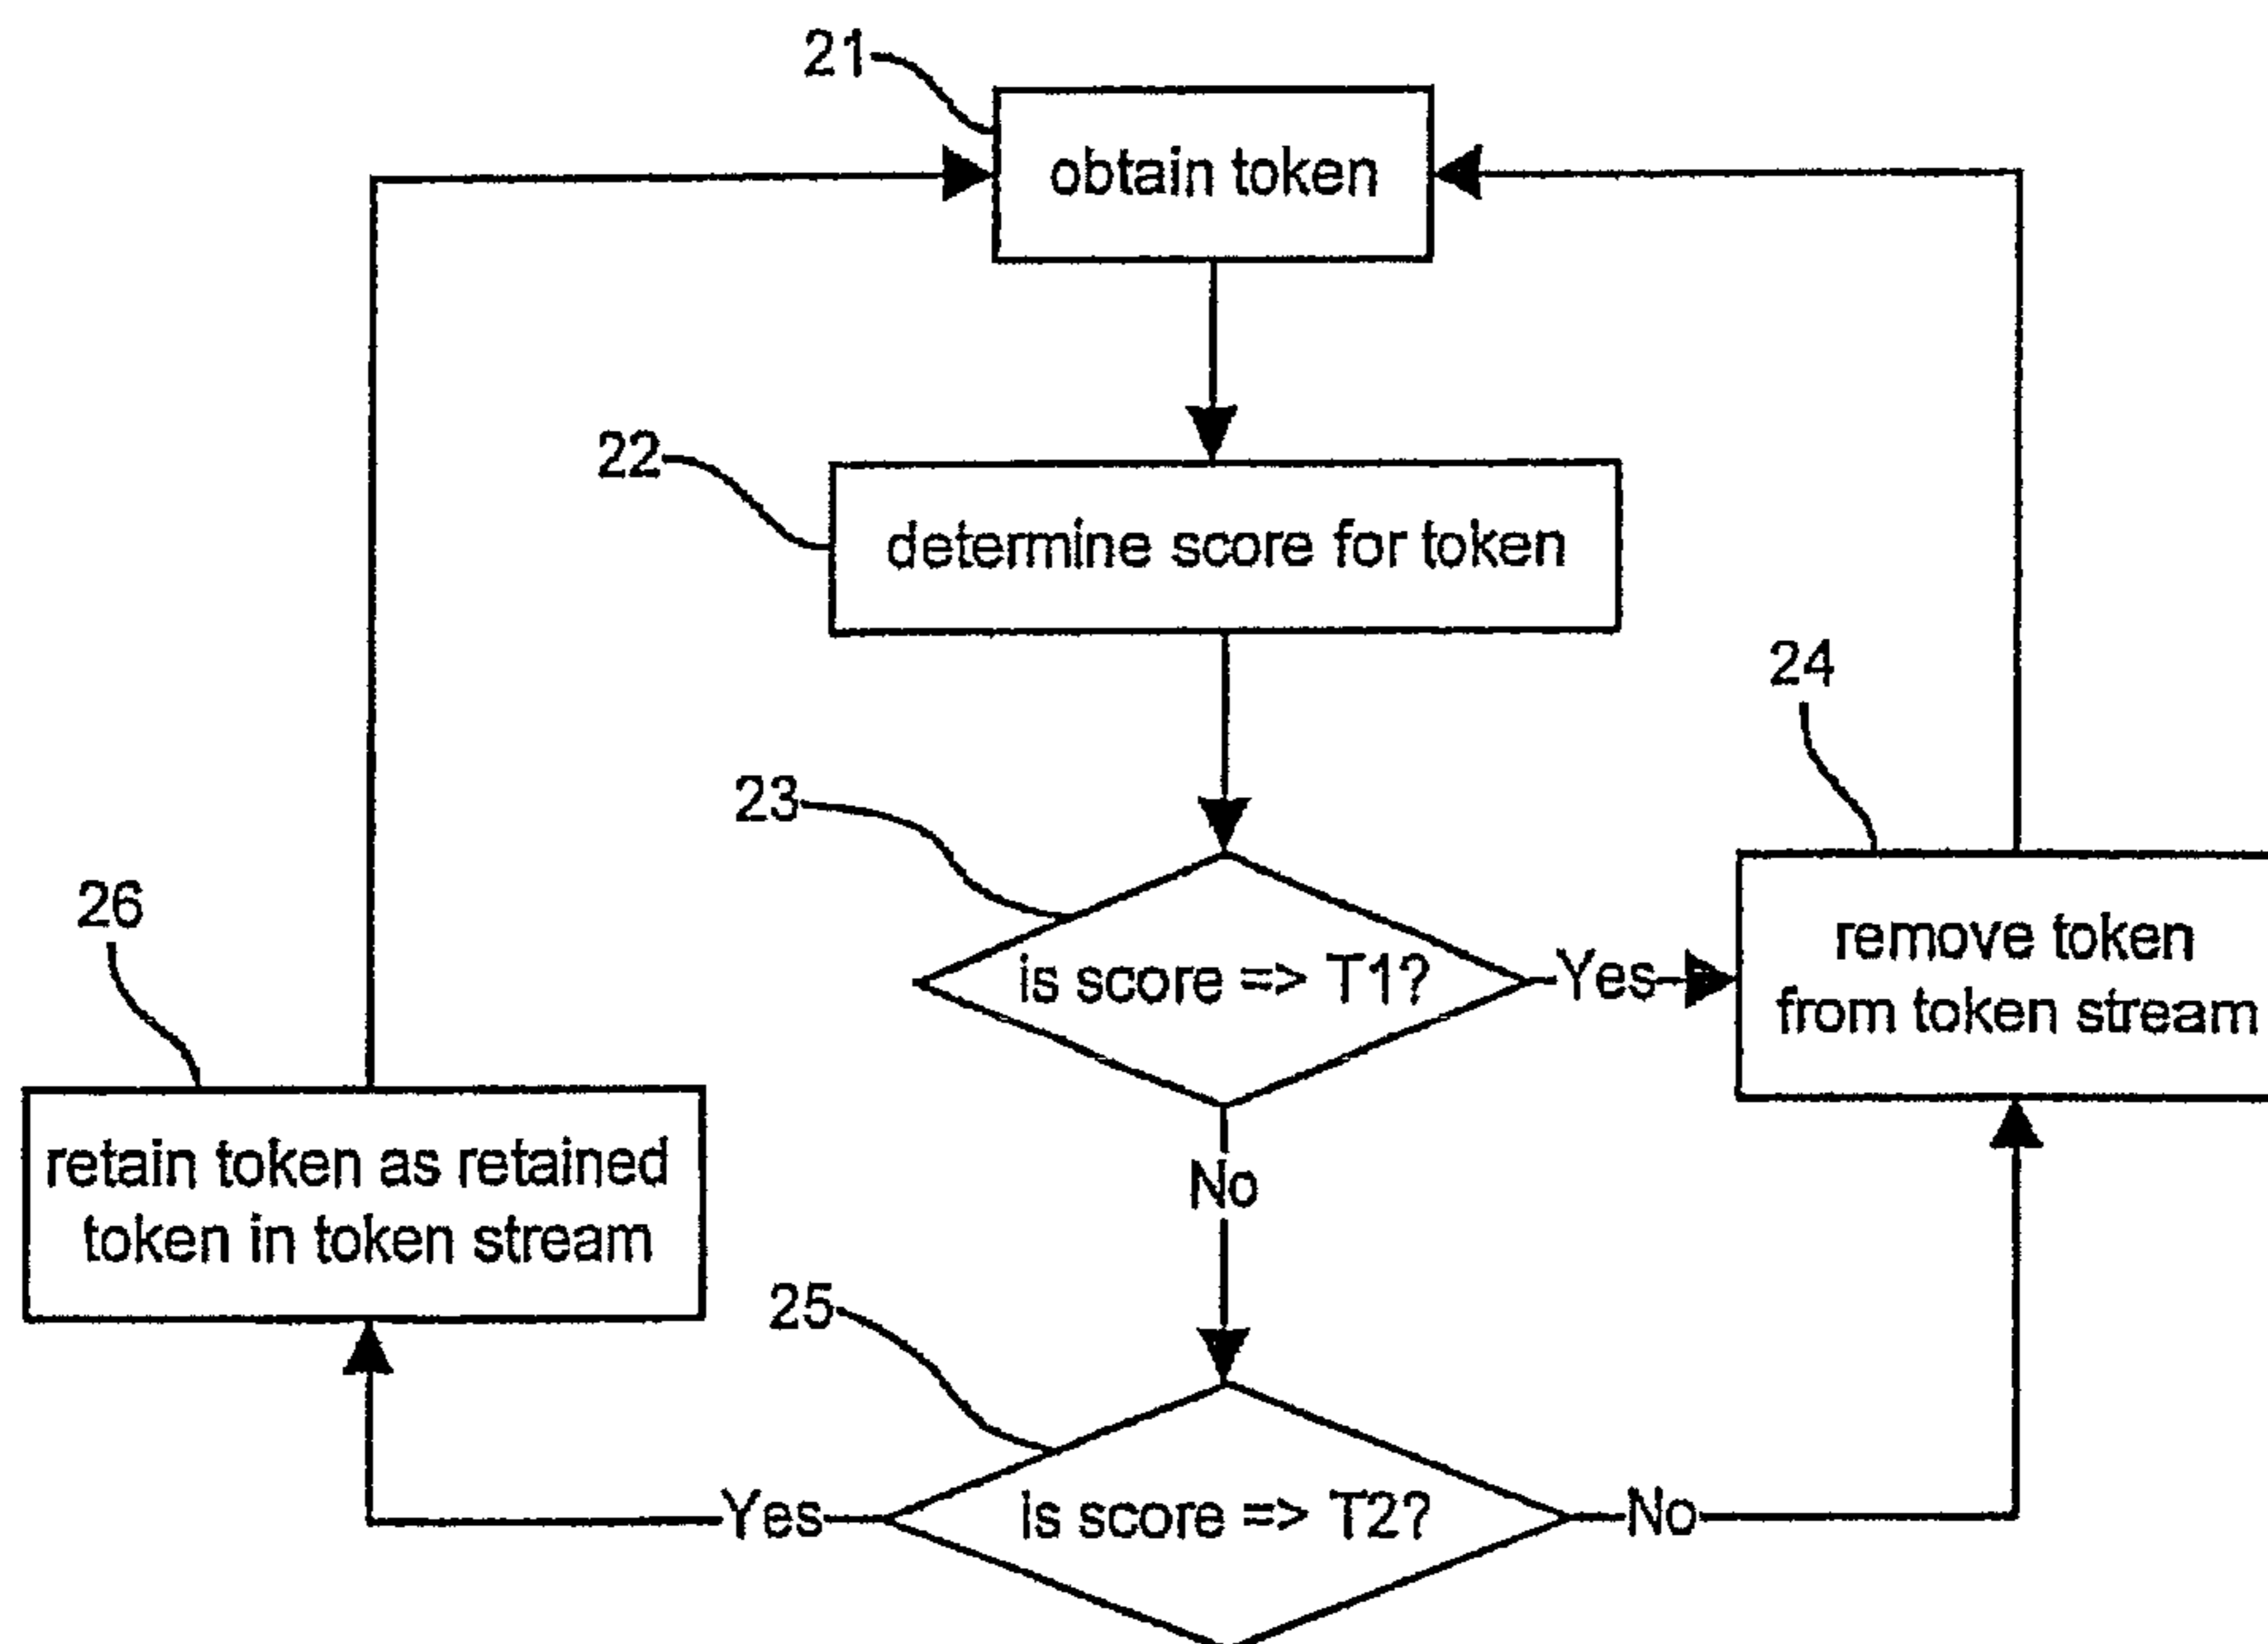 21
obtain token
22
determine score for token
24
23
26
is score => T1?
Yes
remove token
from token stream
retain token as retained
token in token stream
No
25
Yes
is score => T2?
No